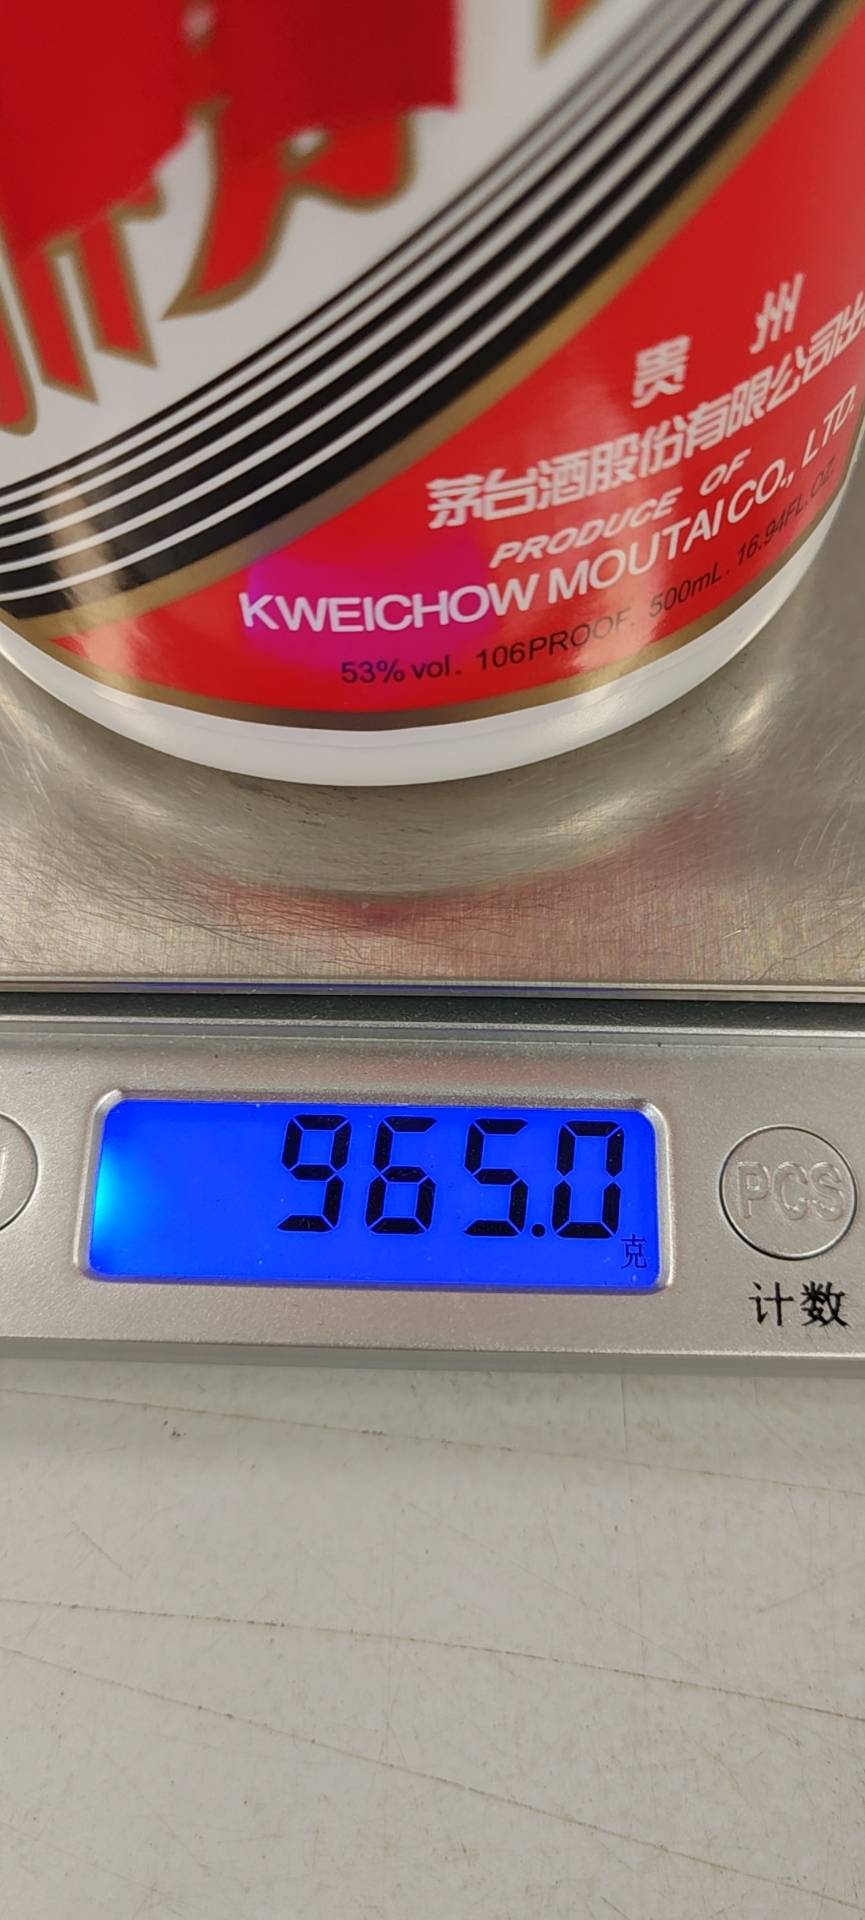 贵 州
茅台酒股份有限公司出
PRODUCE OF
KWEICHOW MOUTAI CO., LTD.
53% vol. 106PROOF. 500mL. 16.94FL.OZ.
965.0
克
PCS
计数